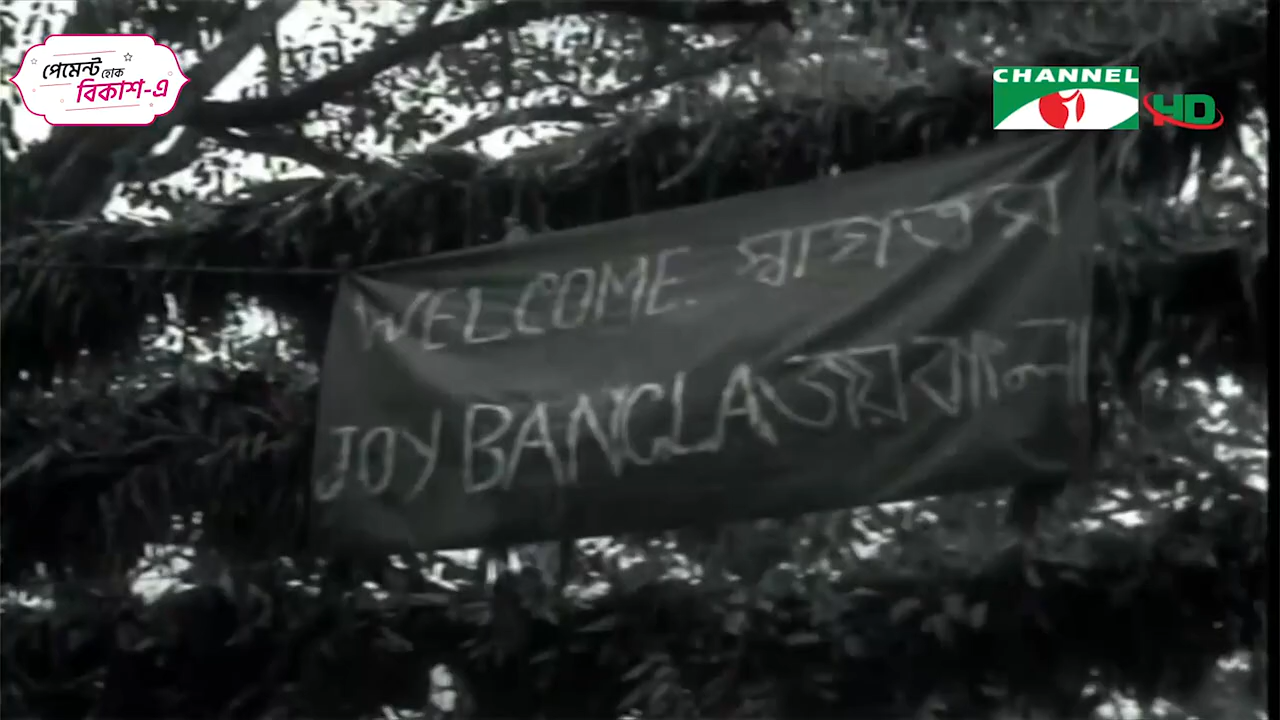 পেমেন্ট হোক
বিকাশ-এ
CHANNEL
i HD
WELCOME. স্বাগতম
JOY BANGLA জয় বাংলা